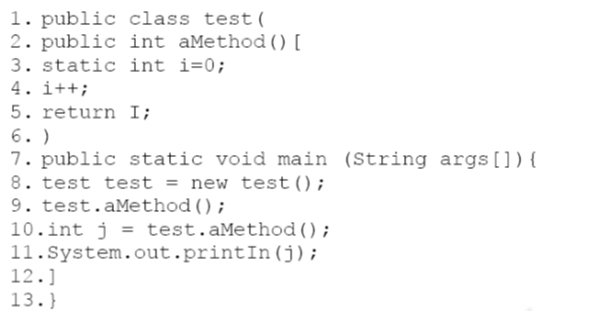 1. public class test(
2. public int aMethod()[
3. static int i=0;
4. i++;
5. return I;
6. )
7. public static void main (String args[]){
8. test test = new test();
9. test.aMethod();
10.int j = test.aMethod();
11.System.out.printIn(j);
12.]
13.}